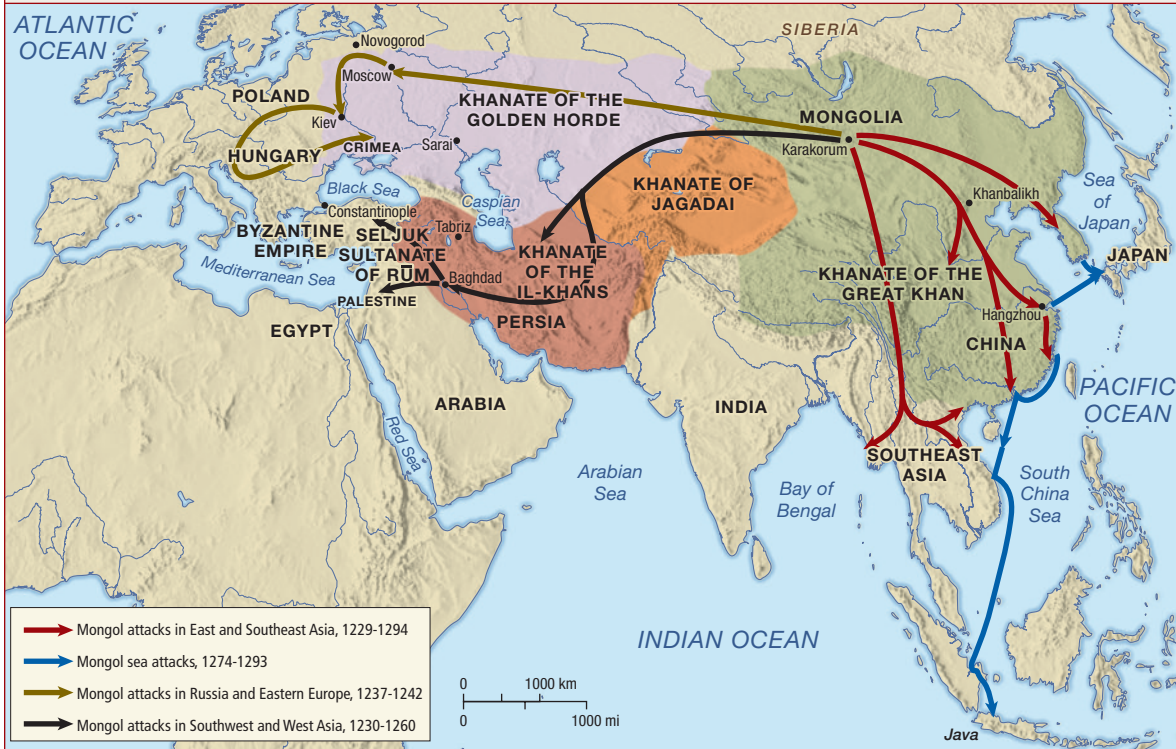 ATLANTIC
OCEAN
SIBERIA
Novogorod
Moscow
POLAND
KHANATE OF THE
GOLDEN HORDE
MONGOLIA
Kiev
Karakorum
HUNGARY
CRIMEA
Sarai
KHANATE OF
JAGADAI
Khanbalikh
Sea
of
Japan
Black Sea
Caspian
Sea
Constantinople
Tabriz
BYZANTINE
EMPIRE
SELJUK
SULTANATE
OF RŪM
KHANATE
OF THE
IL-KHANS
JAPAN
Mediterranean Sea
Baghdad
KHANATE OF THE
GREAT KHAN
PALESTINE
Hangzhou
PERSIA
EGYPT
CHINA
PACIFIC
OCEAN
ARABIA
INDIA
Red Sea
SOUTHEAST
ASIA
Arabian
Sea
Bay of
Bengal
South
China
Sea
INDIAN OCEAN
Java
Mongol attacks in East and Southeast Asia, 1229-1294
Mongol sea attacks, 1274-1293
Mongol attacks in Russia and Eastern Europe, 1237-1242
Mongol attacks in Southwest and West Asia, 1230-1260
0 1000 km
0 1000 mi